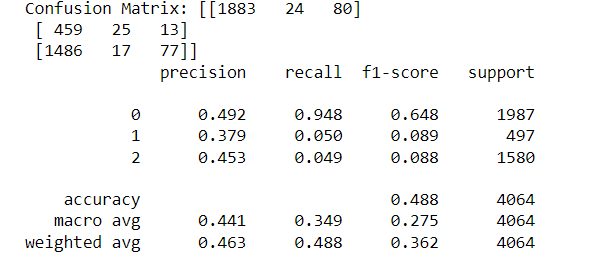 Confusion Matrix: [[1883 24 80]
[ 459 25 13]
[1486 17 77]]
precision recall f1-score support
0 0.492 0.948 0.648 1987
1 0.379 0.050 0.089 497
2 0.453 0.049 0.088 1580
accuracy 0.488 4064
macro avg 0.441 0.349 0.275 4064
weighted avg 0.463 0.488 0.362 4064